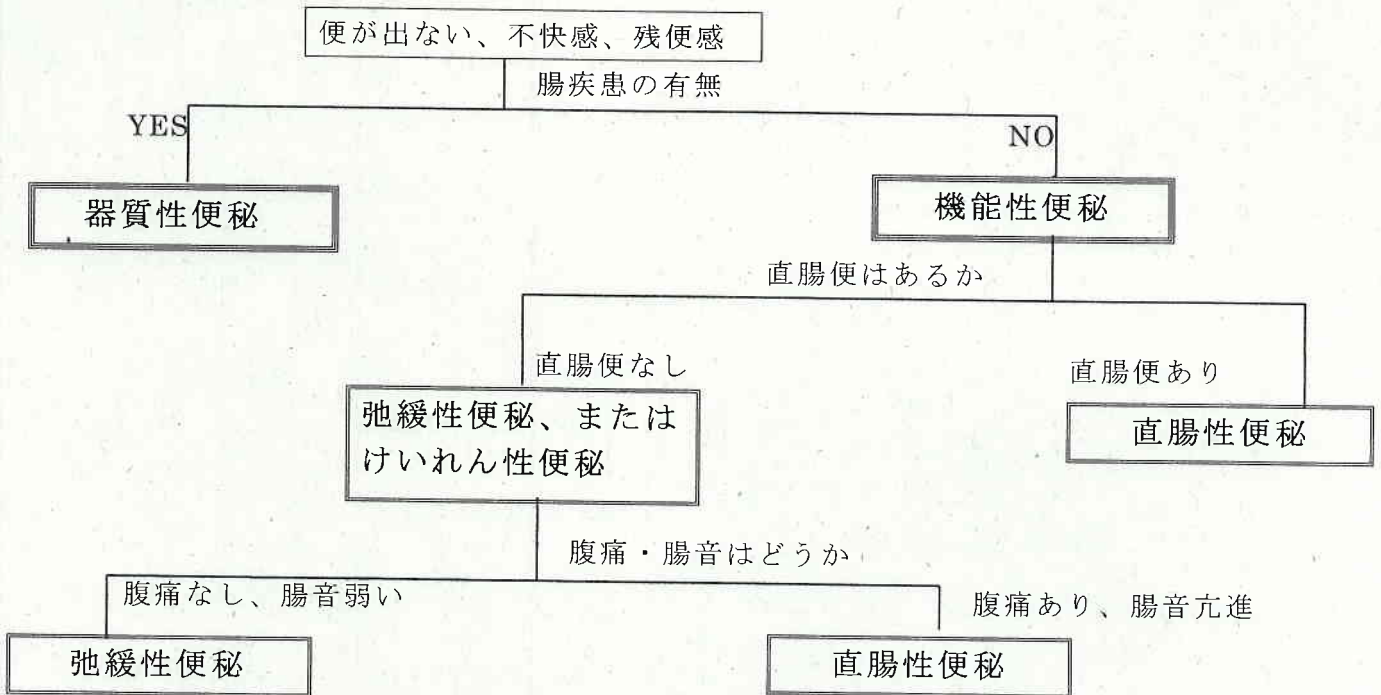 便が出ない、不快感、残便感
腸疾患の有無
YES
NO
器質性便秘
機能性便秘
直腸便はあるか
直腸便なし
直腸便あり
弛緩性便秘、または
けいれん性便秘
直腸性便秘
腹痛・腸音はどうか
腹痛なし、腸音弱い
腹痛あり、腸音亢進
弛緩性便秘
直腸性便秘